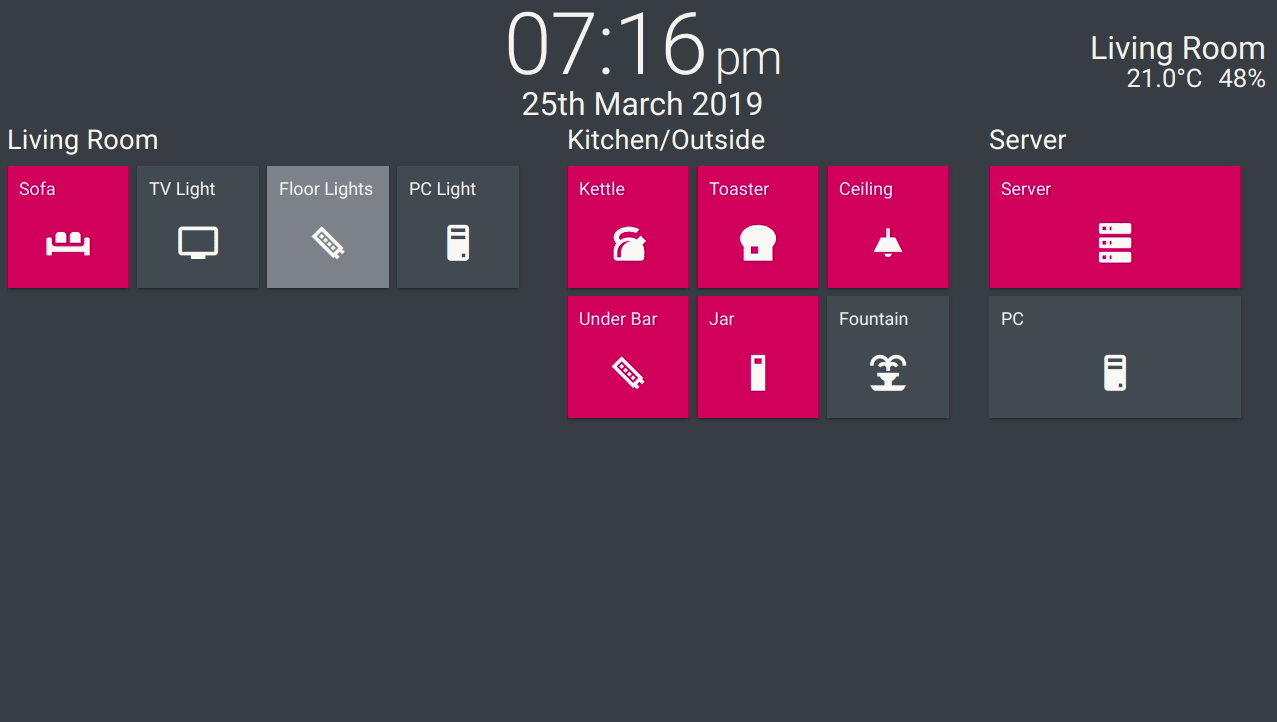 07:16 pm
25th March 2019
Living Room
21.0°C 48%
Living Room
Sofa
TV Light
Floor Lights
PC Light
Kitchen/Outside
Kettle
Toaster
Ceiling
Under Bar
Jar
Fountain
Server
Server
PC